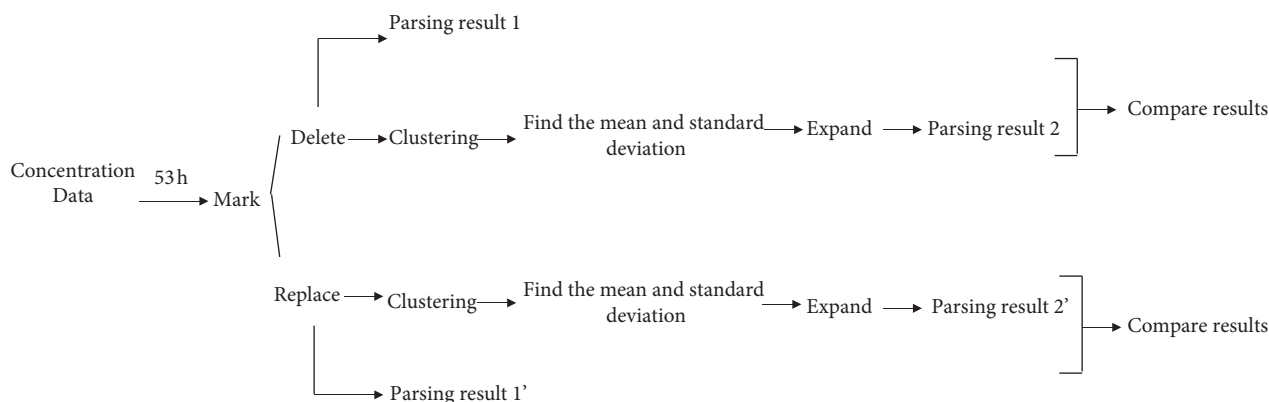 Parsing result 1
Delete
Clustering
Find the mean and standard
deviation
Expand
Parsing result 2
Compare results
Concentration
Data
53 h
Mark
Replace
Clustering
Find the mean and standard
deviation
Expand
Parsing result 2’
Compare results
Parsing result 1’